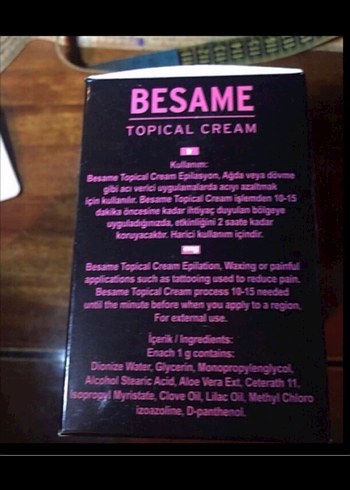 BESAME
TOPICAL CREAM
tr
Kullanım:
Besame Topical Cream Epilasyon, Ağda veya dövme
gibi acı verici uygulamalarda acıyı azaltmak
için kullanılır. Besame Topical Cream işlemden 10-15
dakika öncesine kadar ihtiyaç duyulan bölgeye
uyguladığınızda, etkinliğini 2 saate kadar
koruyacaktır. Harici kullanım içindir.
Besame Topical Cream Epilation, Waxing or painful
applications such as tattooing used to reduce pain.
Besame Topical Cream process 10-15 needed
until the minute before when you apply to a region,
For external use.
İçerik / Ingredients:
Enach 1 g contains:
Dionize Water, Glycerin, Monopropylenglycol,
Alcohol Stearic Acid, Aloe Vera Ext, Ceterath 11,
Isopropyl Myristate, Clove Oil, Lilac Oil, Methyl Chloro
izoazoline, D-panthenol.